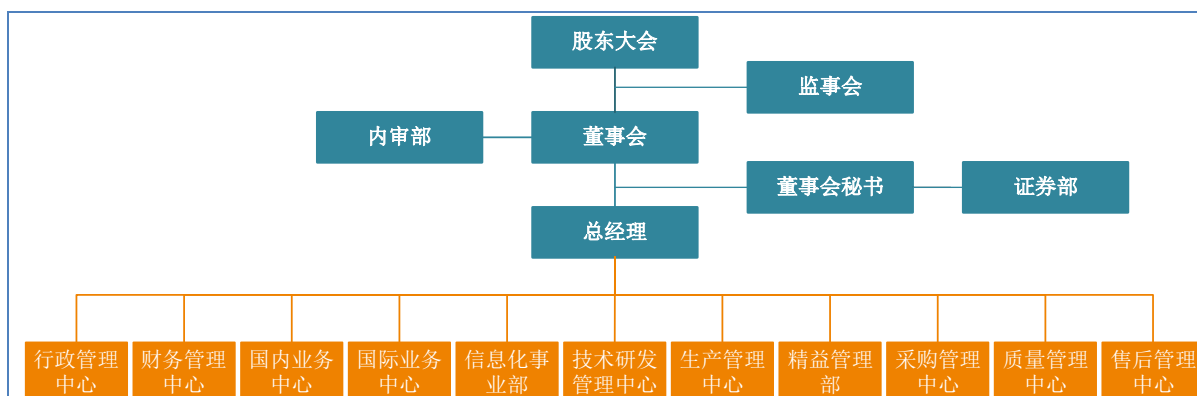 股东大会
监事会
内审部
董事会
董事会秘书
证券部
总经理
行政管理
中心
财务管理
中心
国内业务
中心
国际业务
中心
信息化事
业部
技术研发
管理中心
生产管理
中心
精益管理
部
采购管理
中心
质量管理
中心
售后管理
中心